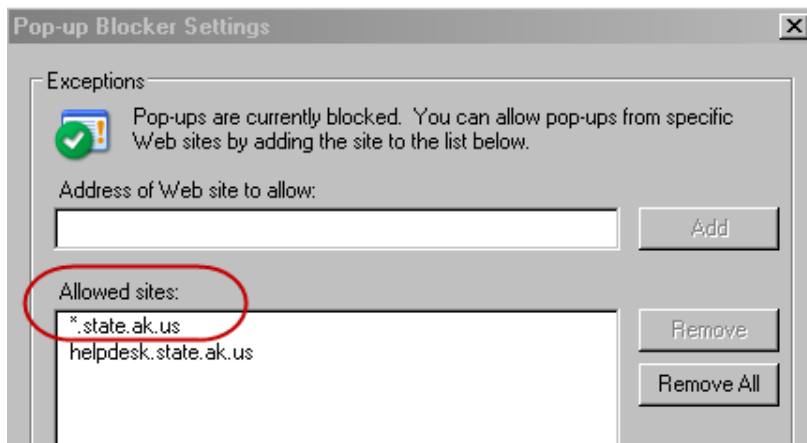 Pop-up Blocker Settings
Exceptions
Pop-ups are currently blocked. You can allow pop-ups from specific
Web sites by adding the site to the list below.
Address of Web site to allow:
Add
Allowed sites:
*.state.ak.us
Remove
helpdesk.state.ak.us
Remove All